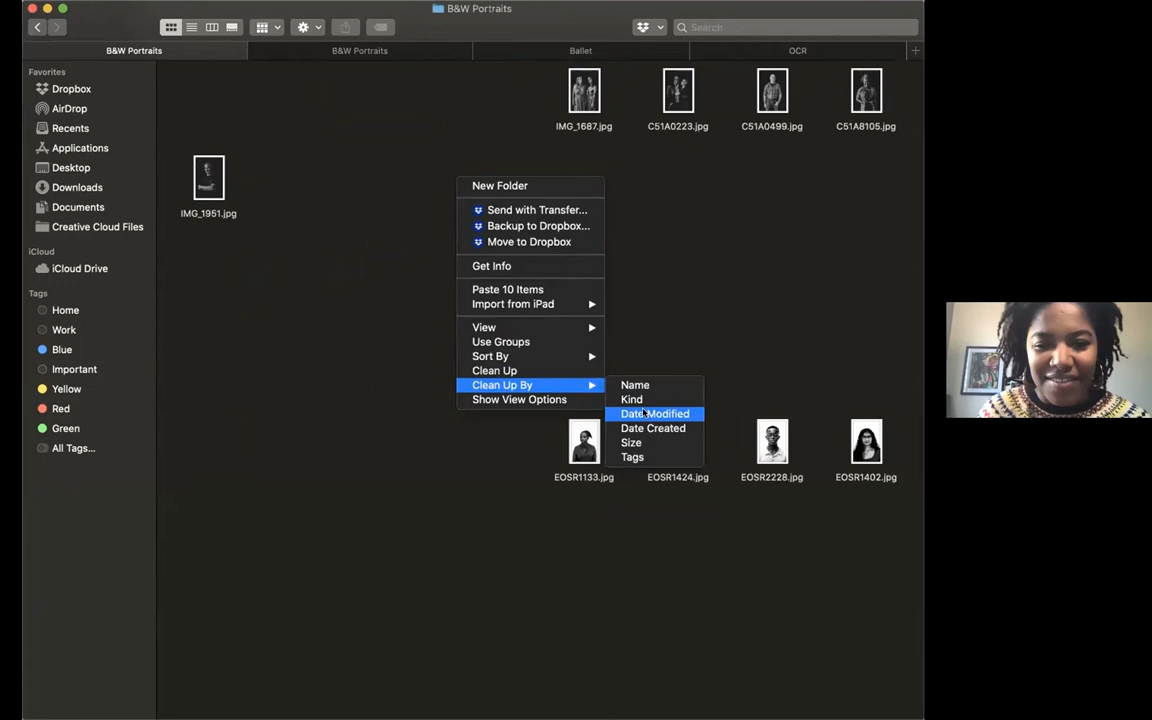 B&W Portraits
Search
B&W Portraits
B&W Portraits
Ballet
OCR
Favorites
Dropbox
AirDrop
Recents
Applications
Desktop
Downloads
Documents
Creative Cloud Files
iCloud
iCloud Drive
Tags
Home
Work
Blue
Important
Yellow
Red
Green
All Tags...
IMG_1687.jpg
C51A0223.jpg
C51A0499.jpg
C51A8105.jpg
IMG_1951.jpg
New Folder
Send with Transfer...
Backup to Dropbox...
Move to Dropbox
Get Info
Paste 10 Items
Import from iPad
View
Use Groups
Sort By
Clean Up
Clean Up By
Show View Options
Name
Kind
Date Modified
Date Created
Size
Tags
EOSR1133.jpg
EOSR1424.jpg
EOSR2228.jpg
EOSR1402.jpg